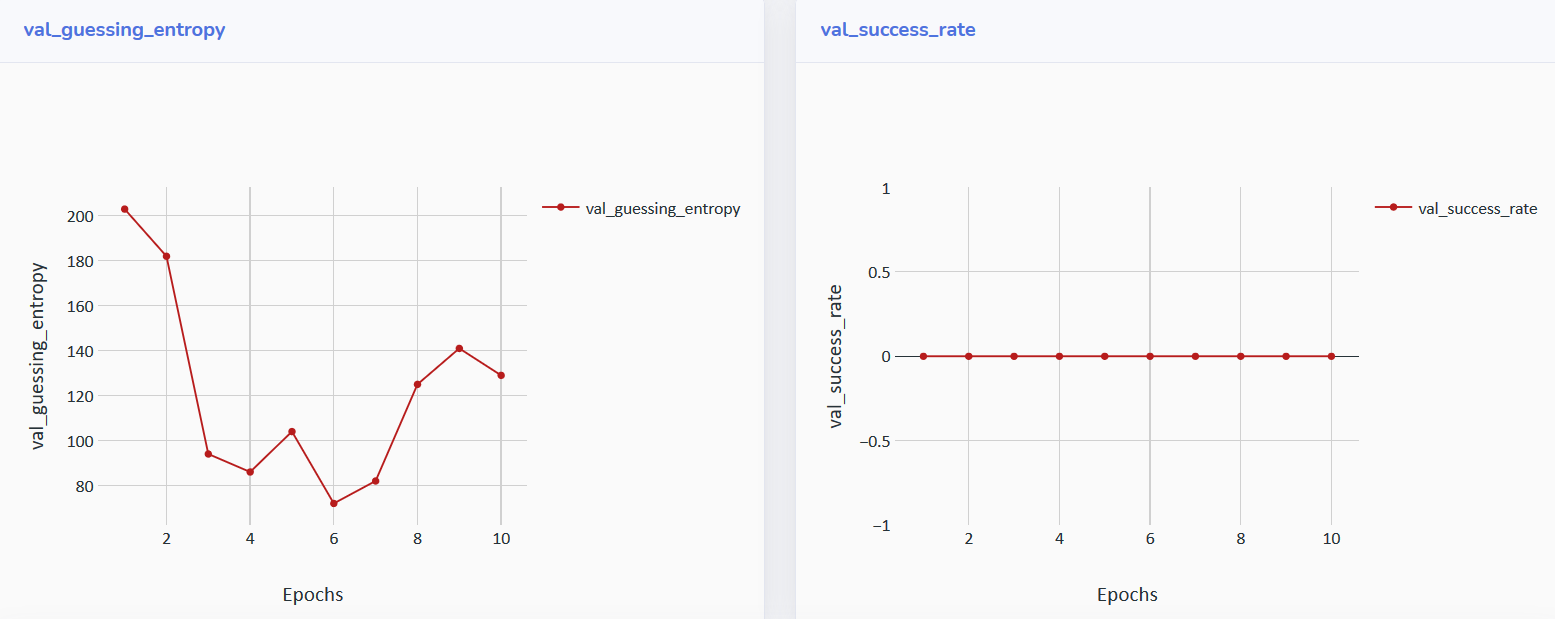 val_guessing_entropy
200
180
160
140
120
100
80
2 4 6 8 10
val_guessing_entropy
Epochs
val_guessing_entropy
val_success_rate
1
0.5
0
−0.5
−1
2 4 6 8 10
val_success_rate
Epochs
val_success_rate